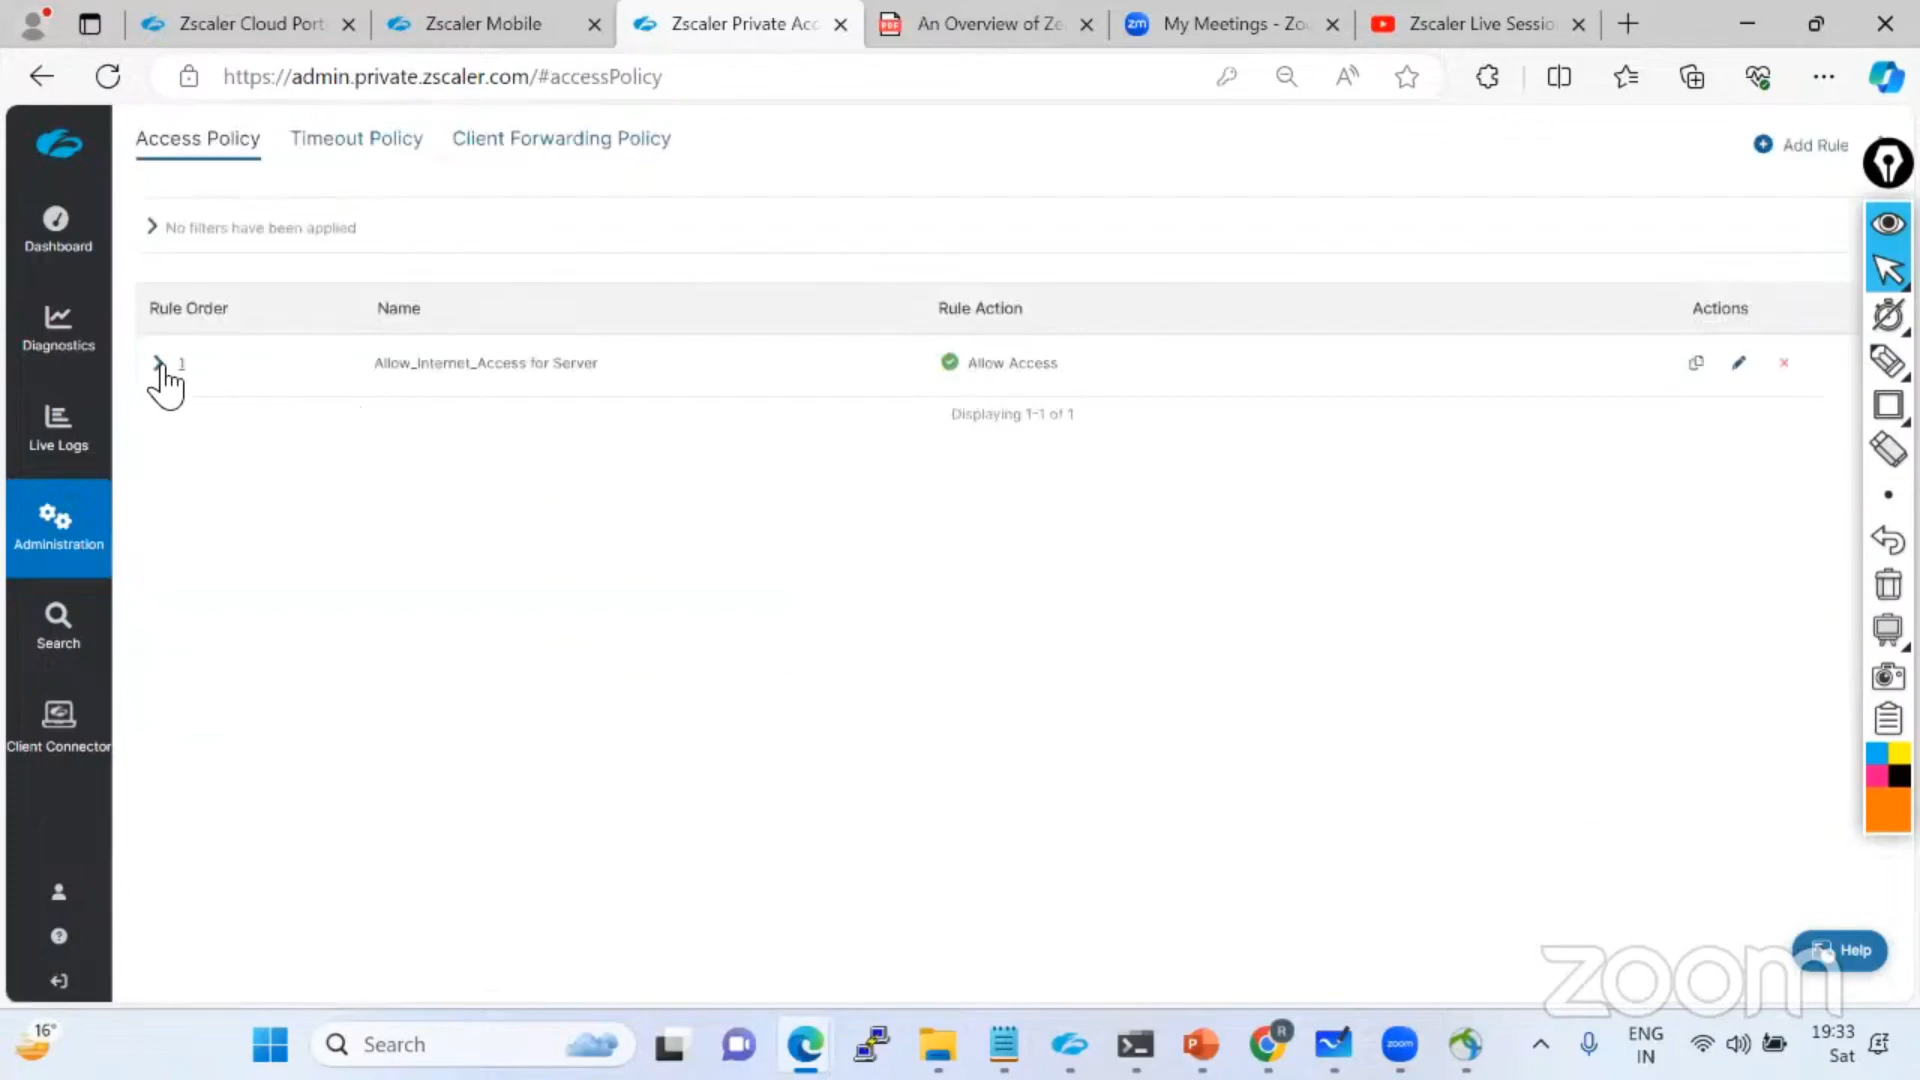 Zscaler Cloud Port
Zscaler Mobile
Zscaler Private Acc
An Overview of Ze
zm My Meetings - Zo
Zscaler Live Sessio
https://admin.private.zscaler.com/#accessPolicy
Access Policy
Timeout Policy
Client Forwarding Policy
Add Rule
No filters have been applied
Dashboard
Diagnostics
Live Logs
Administration
Search
Client Connector
Rule Order
Name
Rule Action
Actions
1
Allow_Internet_Access for Server
Allow Access
Displaying 1-1 of 1
Help
zoom
16°
Search
R
zoom
ENG
IN
19:33
Sat